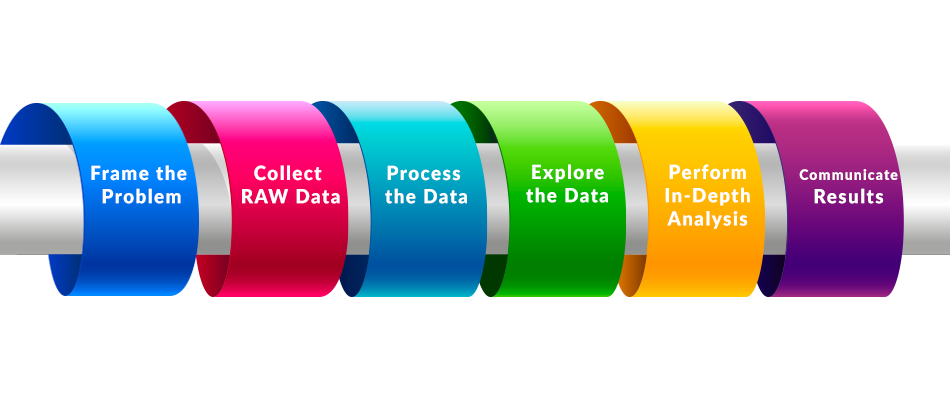 Frame the
Problem
Collect
RAW Data
Process
the Data
Explore
the Data
Perform
In-Depth
Analysis
Communicate
Results